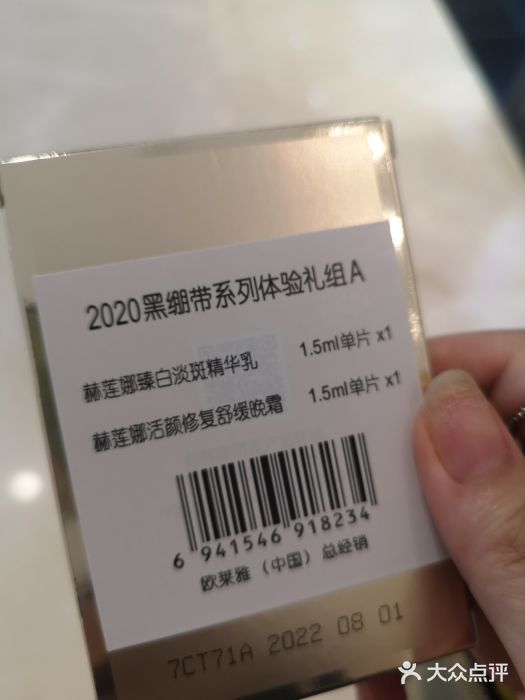 2020黑绷带系列体验礼组A
赫莲娜臻白淡斑精华乳 1.5ml单片 x1
赫莲娜活颜修复舒缓晚霜 1.5ml单片 x1
6 941546 918234
欧莱雅（中国）总经销
7CT71A 2022 08 01
大众点评